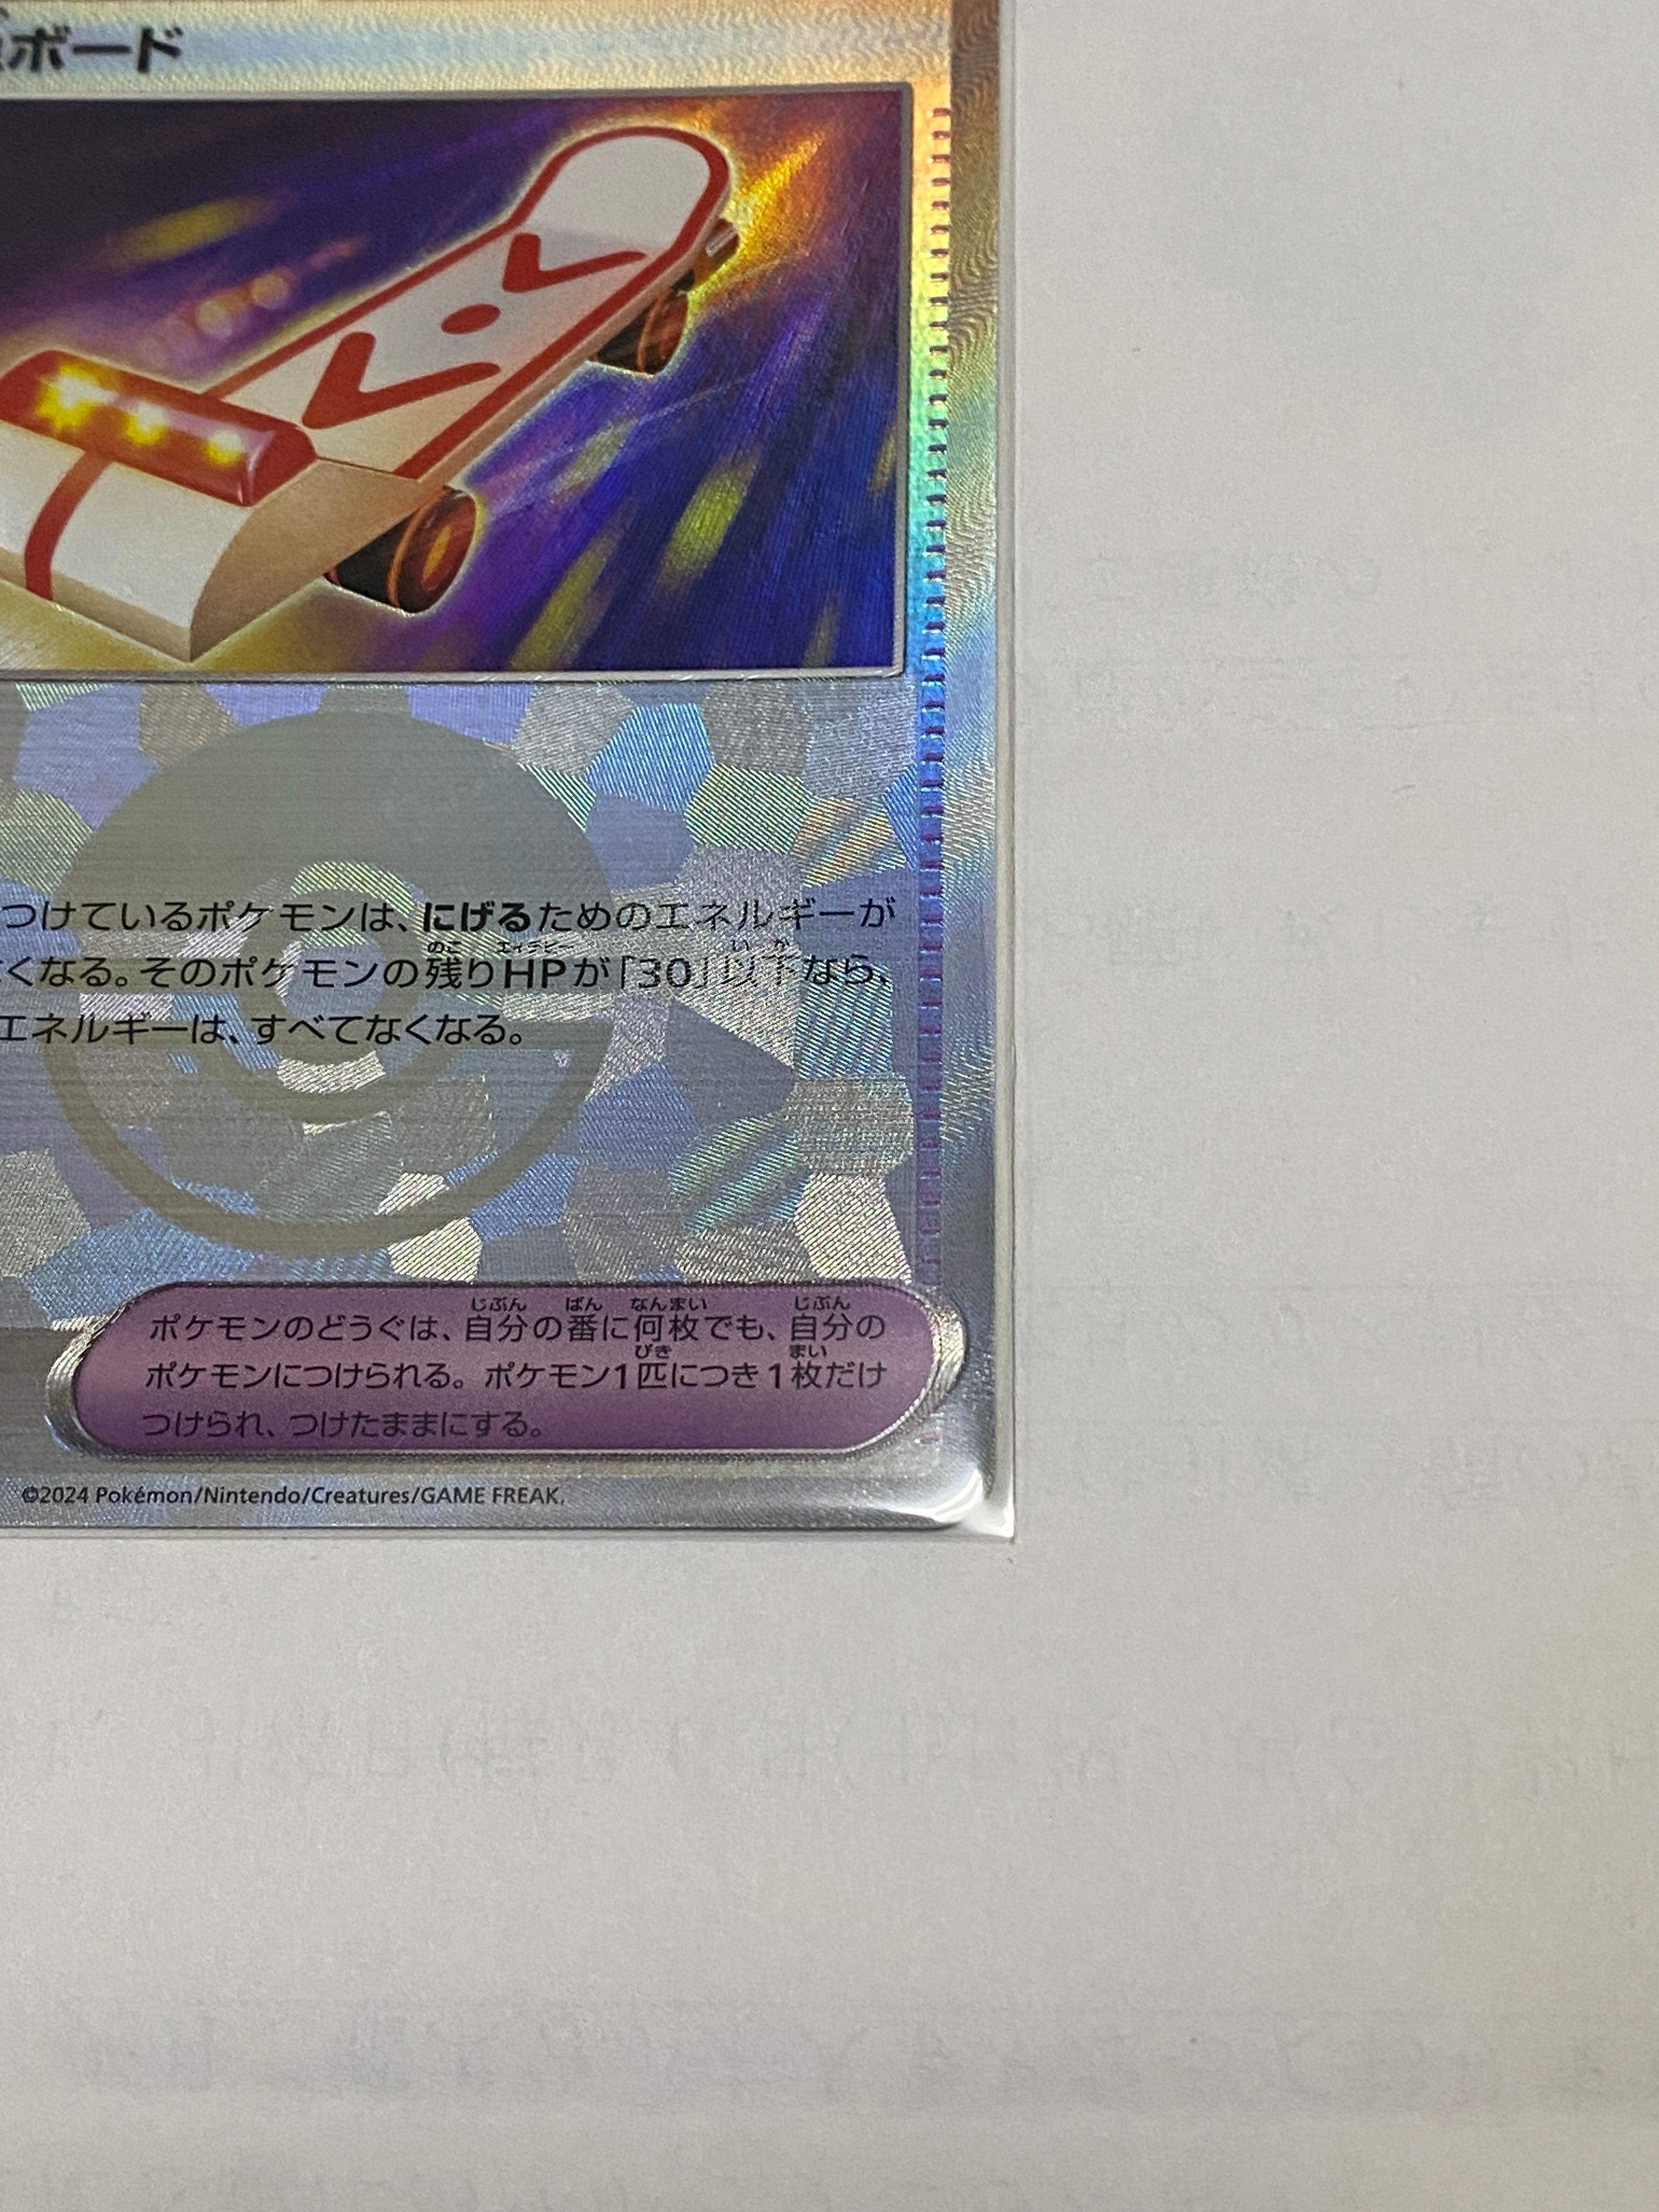 ボード
つけているポケモンは、にげるためのエネルギーが
くなる。そのポケモンの残りHPが「30」以下なら、
エネルギーは、すべてなくなる。
ポケモンのどうぐは、自分の番に何枚でも、自分の
ポケモンにつけられる。ポケモン1匹につき1枚だけ
つけられ、つけたままにする。
©2024 Pokémon/Nintendo/Creatures/GAME FREAK.